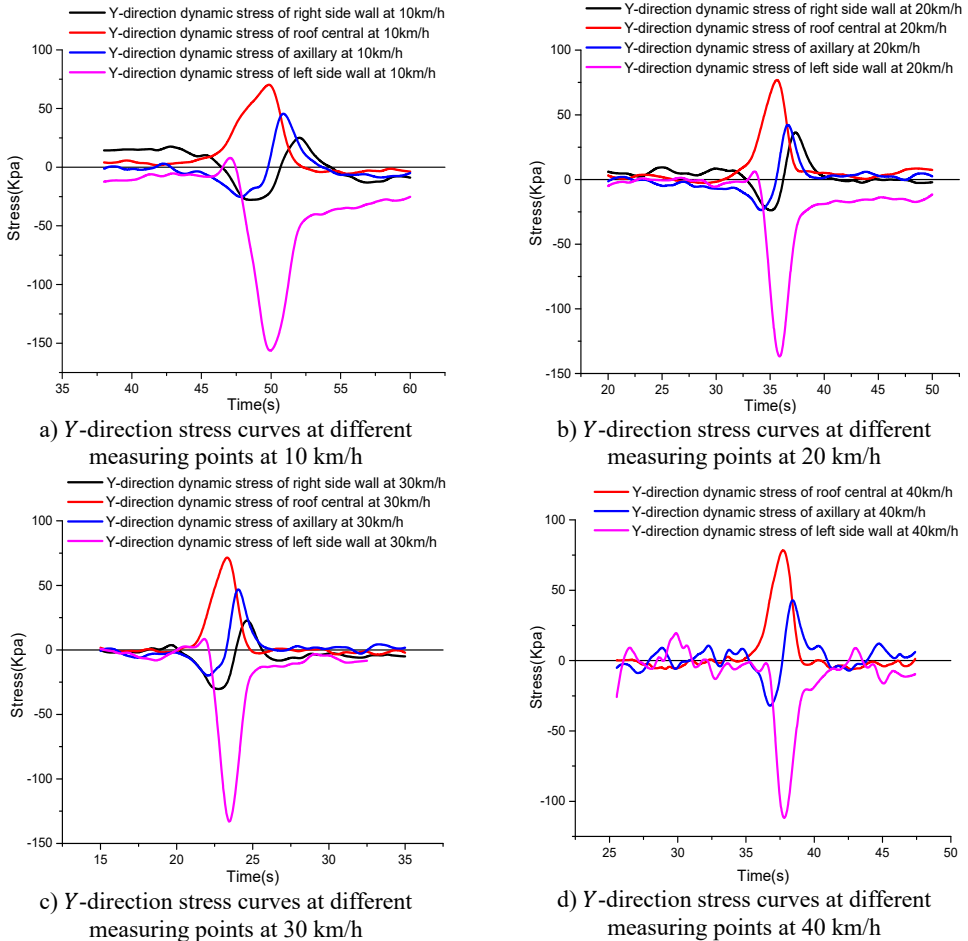 Y-direction dynamic stress of right side wall at 10km/h
Y-direction dynamic stress of roof central at 10km/h
Y-direction dynamic stress of axillary at 10km/h
Y-direction dynamic stress of left side wall at 10km/h
100
50
0
-50
-100
-150
Stress(Kpa)
35 40 45 50 55 60
Time(s)
a) Y-direction stress curves at different
measuring points at 10 km/h
Y-direction dynamic stress of right side wall at 20km/h
Y-direction dynamic stress of roof central at 20km/h
Y-direction dynamic stress of axillary at 20km/h
Y-direction dynamic stress of left side wall at 20km/h
100
50
0
-50
-100
-150
Stress(Kpa)
20 25 30 35 40 45 50
Time(s)
b) Y-direction stress curves at different
measuring points at 20 km/h
Y-direction dynamic stress of right side wall at 30km/h
Y-direction dynamic stress of roof central at 30km/h
Y-direction dynamic stress of axillary at 30km/h
Y-direction dynamic stress of left side wall at 30km/h
100
50
0
-50
-100
-150
Stress(Kpa)
15 20 25 30 35
Time(s)
c) Y-direction stress curves at different
measuring points at 30 km/h
Y-direction dynamic stress of roof central at 40km/h
Y-direction dynamic stress of axillary at 40km/h
Y-direction dynamic stress of left side wall at 40km/h
100
50
0
-50
-100
Stress(Kpa)
25 30 35 40 45 50
Time(s)
d) Y-direction stress curves at different
measuring points at 40 km/h